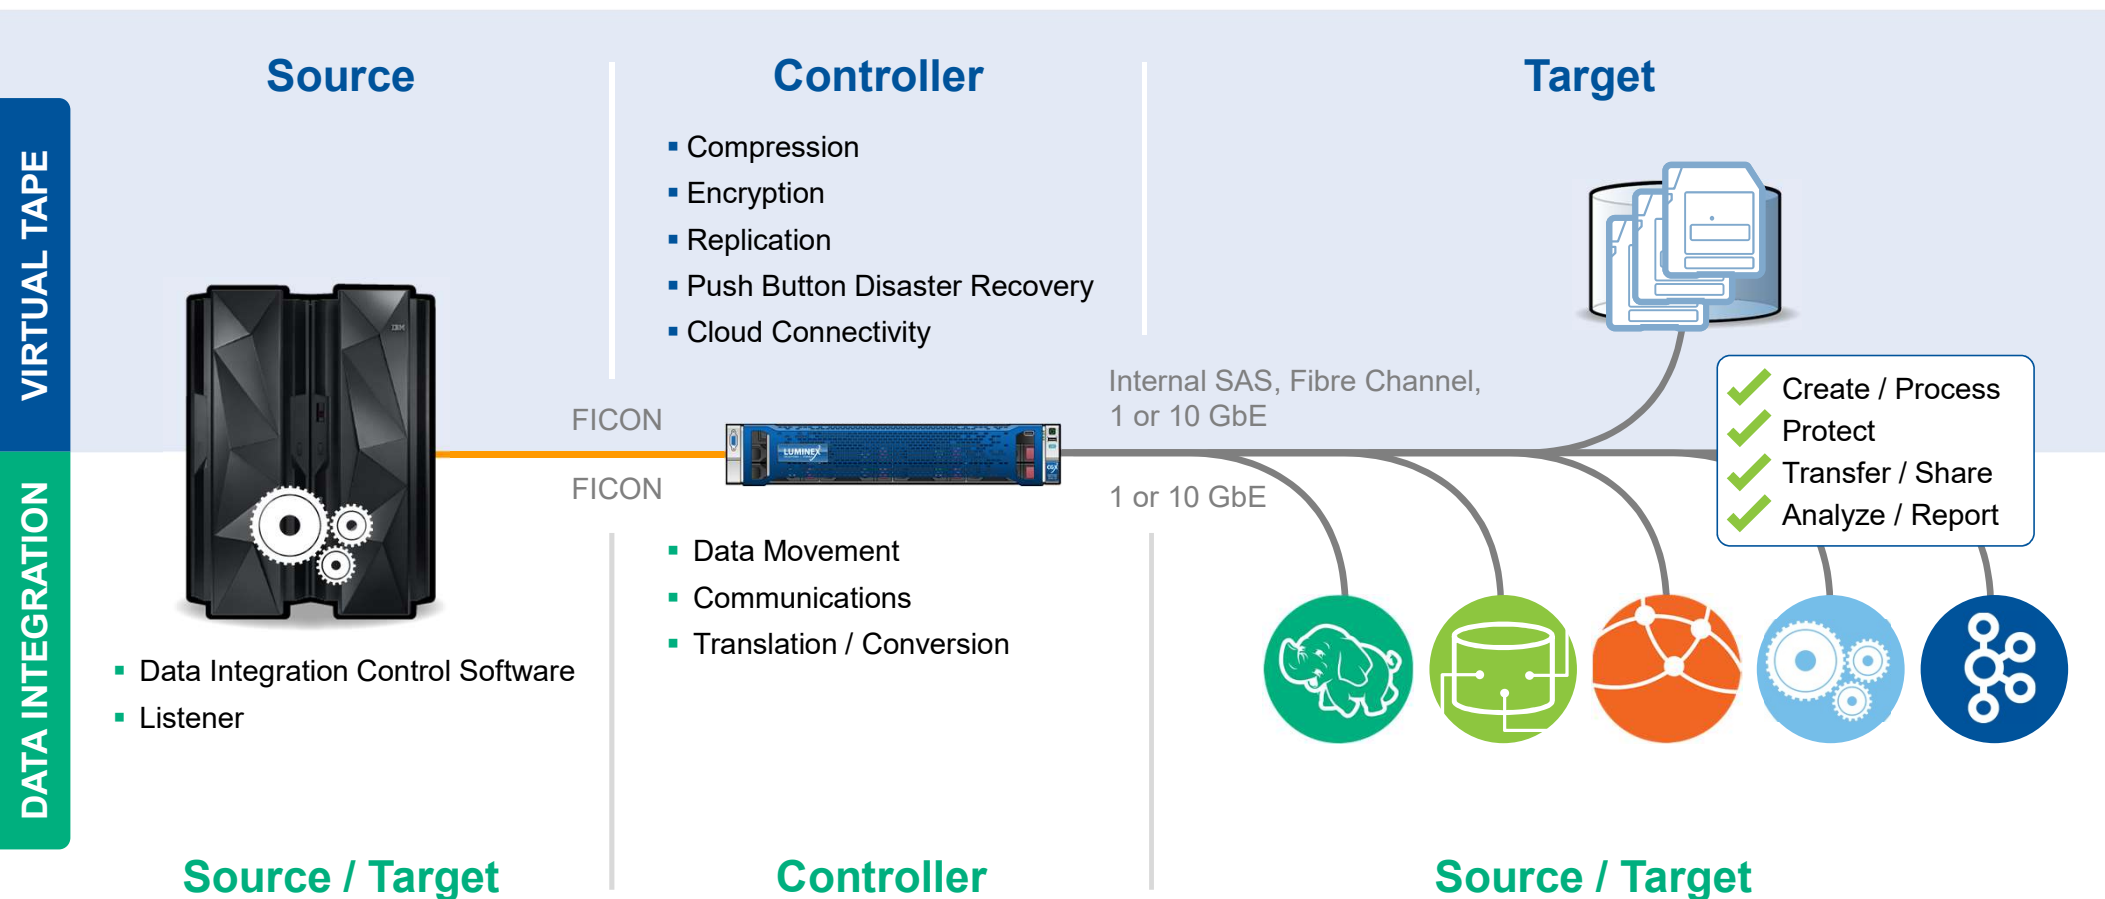 Source
Controller
Target
VIRTUAL TAPE
Compression
Encryption
Replication
Push Button Disaster Recovery
Cloud Connectivity
IBM
FICON
Internal SAS, Fibre Channel,
1 or 10 GbE
LUMINEX
CGX
Create / Process
Protect
Transfer / Share
Analyze / Report
DATA INTEGRATION
FICON
1 or 10 GbE
Data Integration Control Software
Listener
Data Movement
Communications
Translation / Conversion
Source / Target
Controller
Source / Target